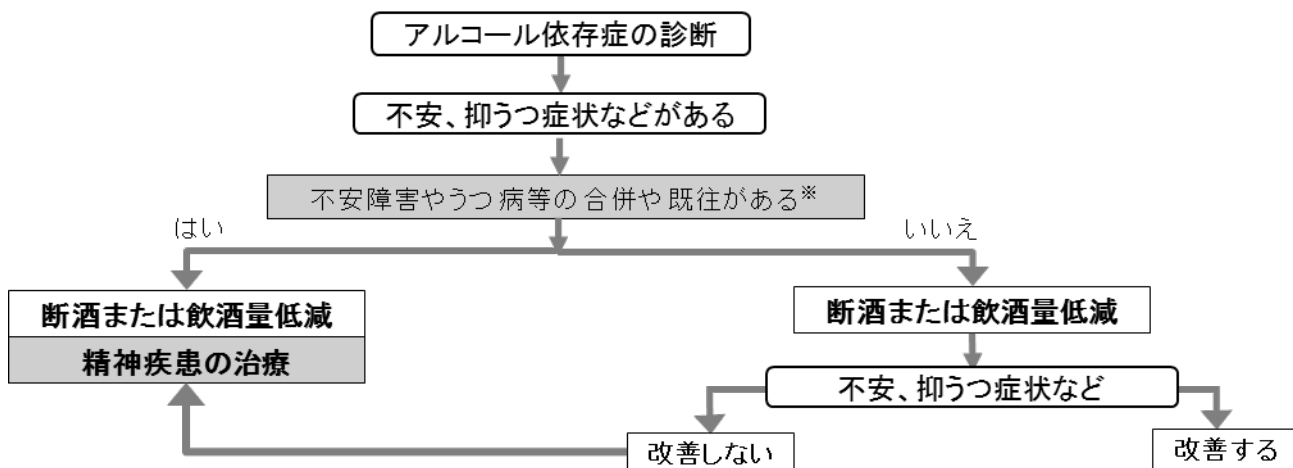 アルコール依存症の診断
不安、抑うつ症状などがある
不安障害やうつ病等の合併や既往がある※
はい
いいえ
断酒または飲酒量低減
精神疾患の治療
断酒または飲酒量低減
不安、抑うつ症状など
改善しない
改善する